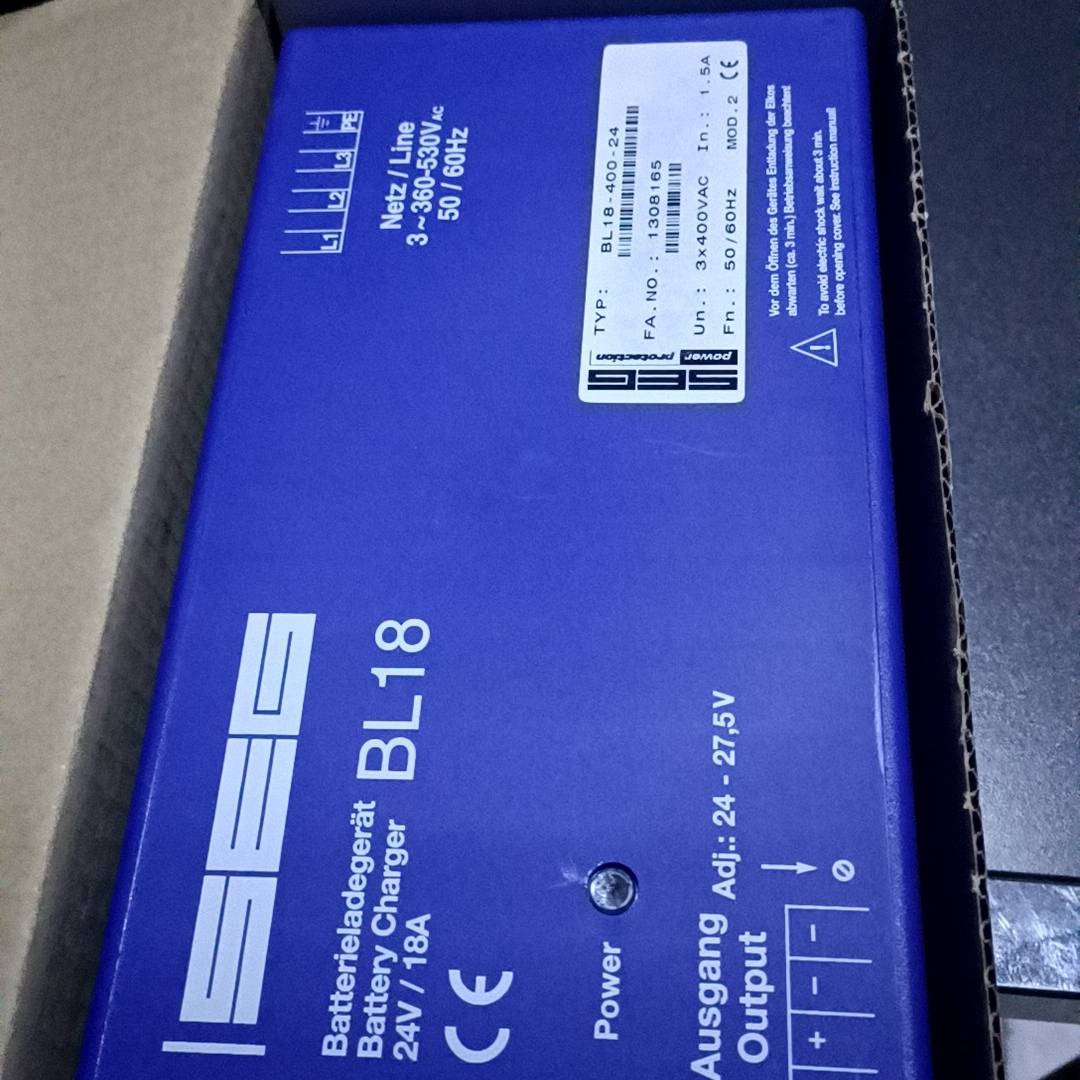 SEG
Batterieladegerät
Battery Charger BL18
24V / 18A
CE
Power
Ausgang Adj.: 24 - 27,5V
Output
+ - -
L1 L2 L3 PE
Netz / Line
3~360-530V AC
50 / 60Hz
SEG power protection
TYP: BL18-400-24
FA.NO.: 1308165
Un.: 3x400VAC In.: 1.5A
Fn.: 50/60Hz MOD.2 CE
Vor dem Öffnen des Gerätes Entladung der Elkos
abwarten (ca. 3 min.) Betriebsanweisung beachten!
To avoid electric shock wait about 3 min.
before opening cover. See instruction manual!